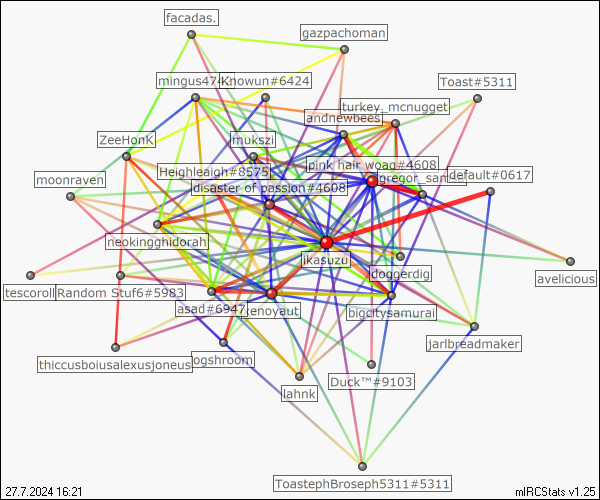 facadas.
gazpachoman
mingus474
Knowun#6424
Toast#5311
turkey_mcnugget
andnewbees
ZeeHonK
mukszi
pink hair woag#4608
Heighleaigh#8575
default#0617
moonraven
disaster of passion#4608
neokingghidorah
ikasuzu
doggerdig
avelicious
tescoroll
Random Stuf6#5983
asad#6947
xenoyaut
bigcitysamurai
jarlbreadmaker
ogshroom
thiccusboiusalexusjoneus
lahnk
Duck™#9103
ToastephBroseph5311#5311
27.7.2024 16:21
mIRCStats v1.25